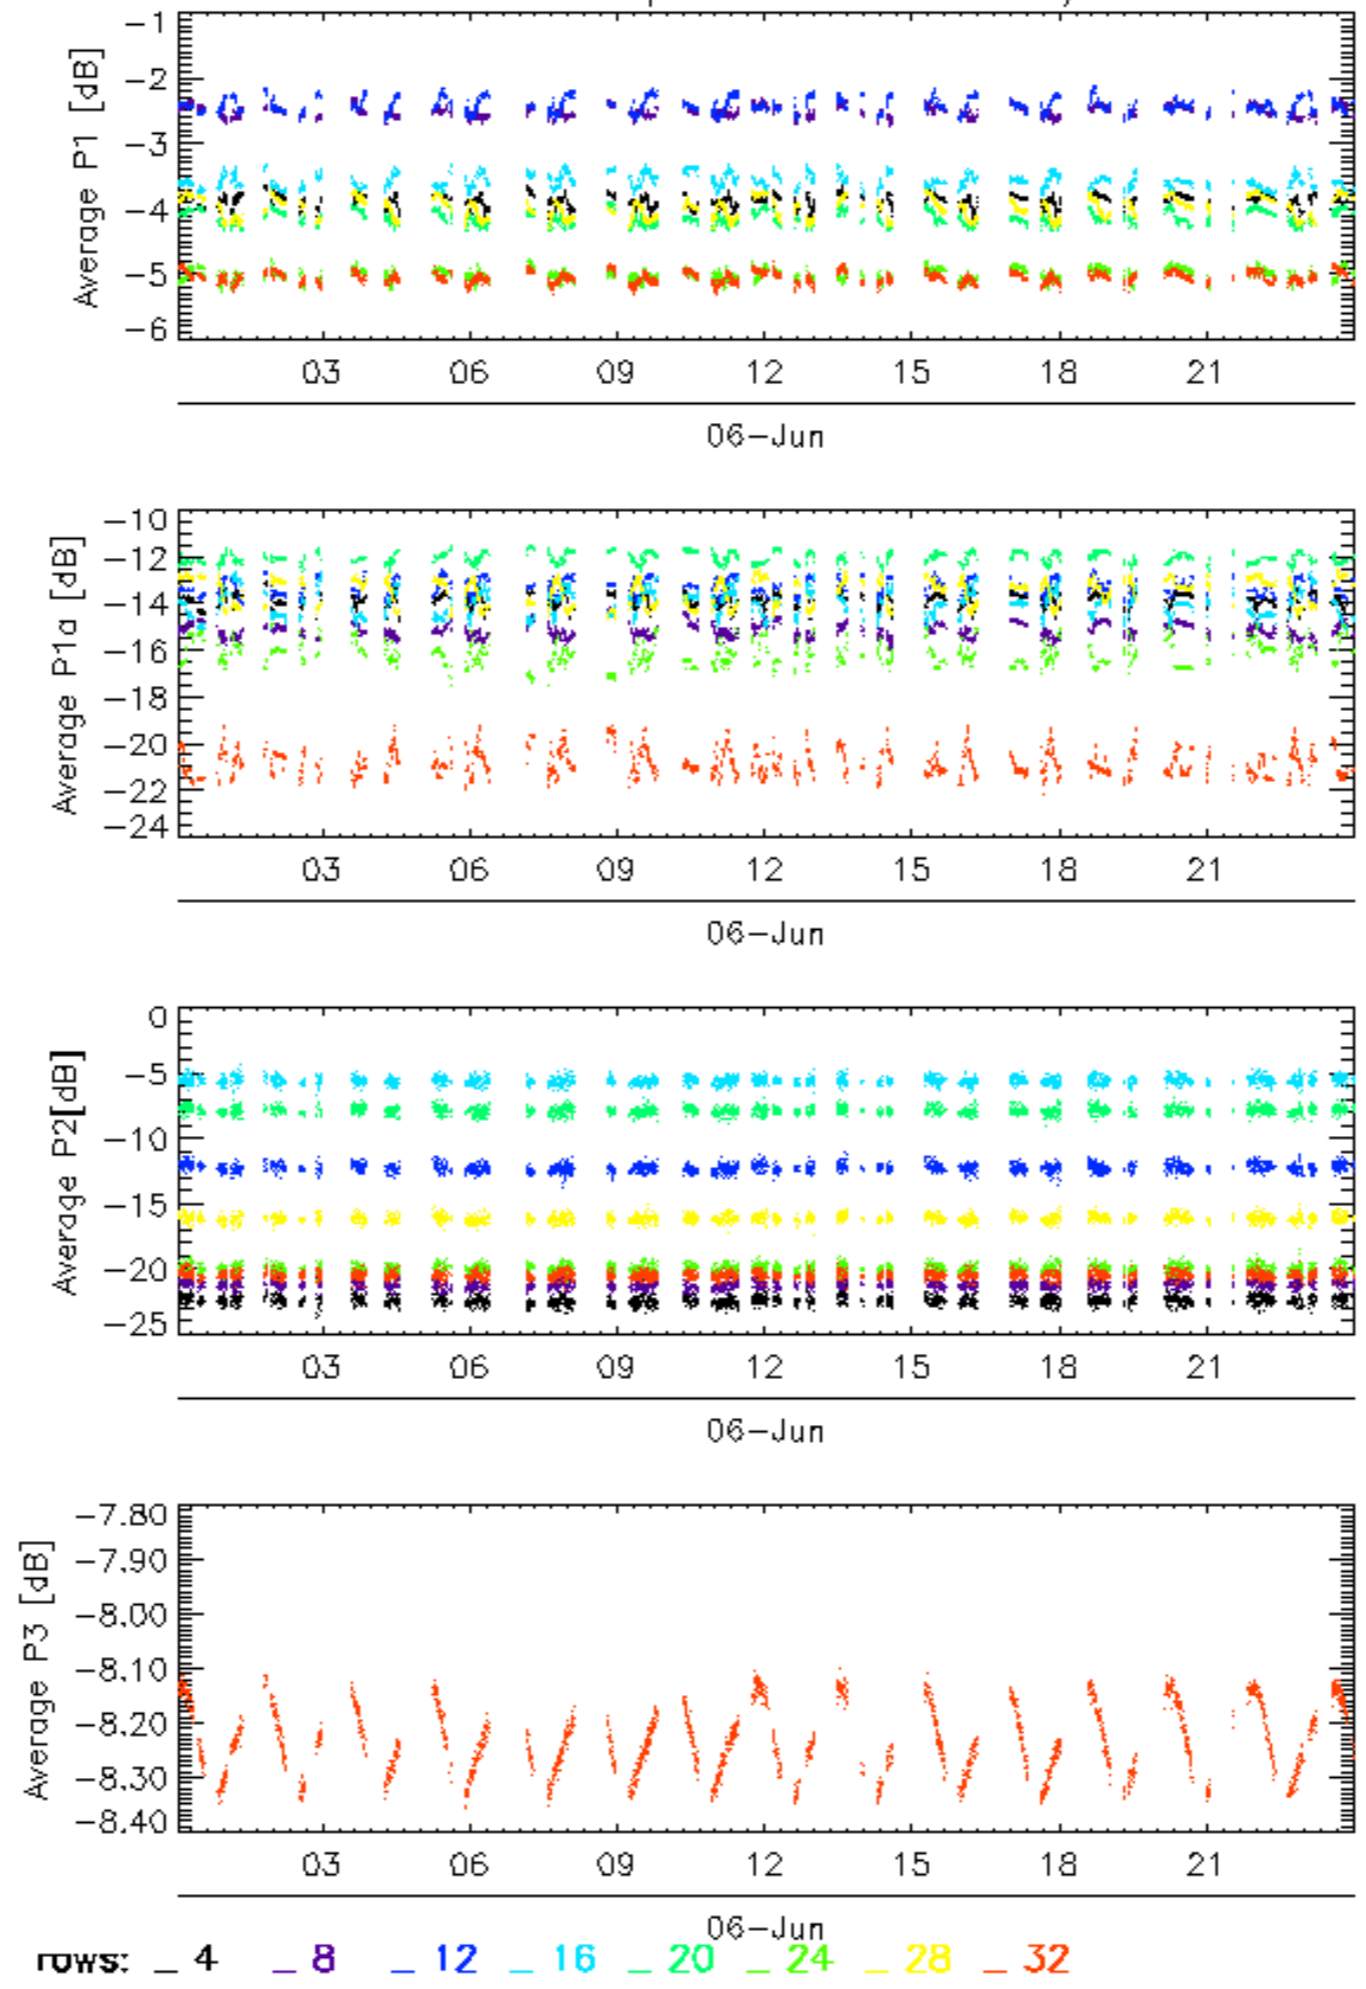 Average P1 [dB]
-1
-2
-3
-4
-5
-6
03 06 09 12 15 18 21
06-Jun
Average P1a [dB]
-10
-12
-14
-16
-18
-20
-22
-24
03 06 09 12 15 18 21
06-Jun
Average P2[dB]
0
-5
-10
-15
-20
-25
03 06 09 12 15 18 21
06-Jun
Average P3 [dB]
-7.80
-7.90
-8.00
-8.10
-8.20
-8.30
-8.40
03 06 09 12 15 18 21
06-Jun
rows: _ 4 _ 8 _ 12 _ 16 _ 20 _ 24 _ 28 _ 32